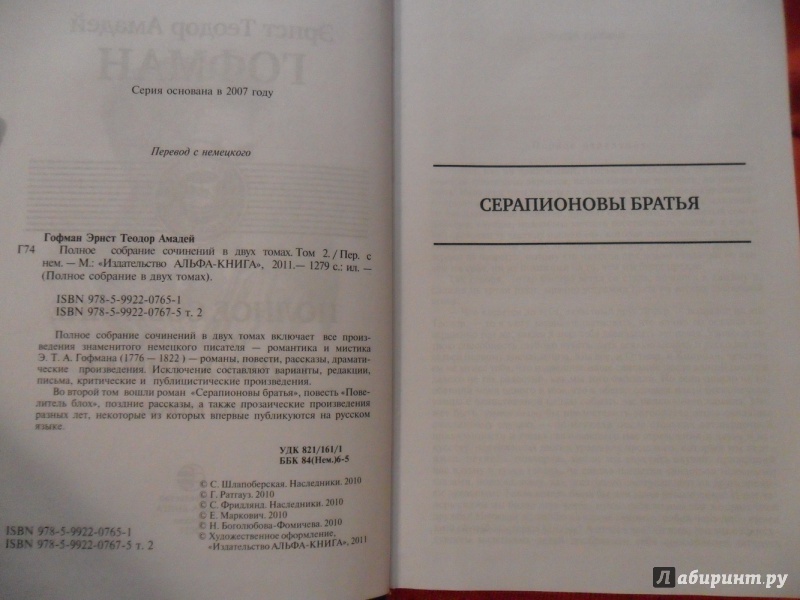 Серия основана в 2007 году
Перевод с немецкого
Гофман Эрнст Теодор Амадей
Г74 Полное собрание сочинений в двух томах. Том 2. / Пер. с
нем. — М.: «Издательство АЛЬФА-КНИГА», 2011.— 1279 с.: ил. —
(Полное собрание в двух томах).
ISBN 978-5-9922-0765-1
ISBN 978-5-9922-0767-5 т. 2
Полное собрание сочинений в двух томах включает все произ-
ведения знаменитого немецкого писателя — романтика и мистика
Э. Т. А. Гофмана (1776 — 1822 ) — романы, повести, рассказы, драмати-
ческие произведения. Исключение составляют варианты, редакции,
письма, критические и публицистические произведения.
Во второй том вошли роман «Серапионовы братья», повесть «Пове-
литель блох», поздние рассказы, а также прозаические произведения
разных лет, некоторые из которых впервые публикуются на русском
языке.
УДК 821/161/1
ББК 84(Нем.)6-5
© С. Шлапоберская. Наследники. 2010
© Г. Ратгауз. 2010
© С. Фридлянд. Наследники. 2010
© Е. Маркович. 2010
© Н. Боголюбова-Фомичева. 2010
© Художественное оформление,
«Издательство АЛЬФА-КНИГА», 2011
ISBN 978-5-9922-0765-1
ISBN 978-5-9922-0767-5 т. 2
СЕРАПИОНОВЫ БРАТЬЯ
Лабиринт.ру